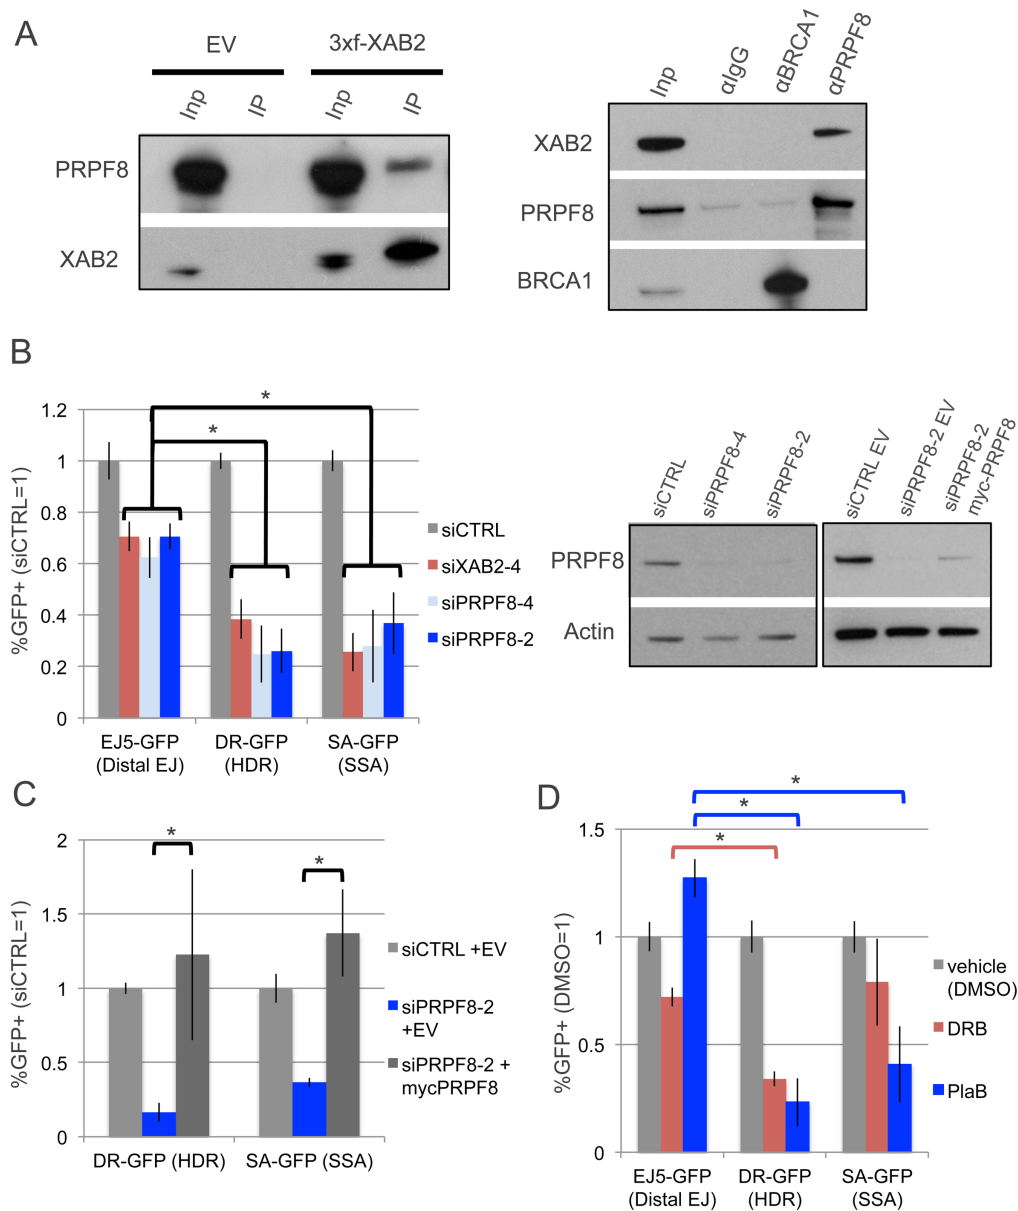 A
EV
3xf-XAB2
Inp
IP
Inp
IP
PRPF8
XAB2
Inp
αIgG
αBRCA1
αPRPF8
XAB2
PRPF8
BRCA1
B
%GFP+ (siCTRL=1)
1.2
1
0.8
0.6
0.4
0.2
0
*
*
EJ5-GFP
(Distal EJ)
DR-GFP
(HDR)
SA-GFP
(SSA)
siCTRL
siXAB2-4
siPRPF8-4
siPRPF8-2
siCTRL
siPRPF8-4
siPRPF8-2
siCTRL EV
siPRPF8-2 EV
siPRPF8-2
myc-PRPF8
PRPF8
Actin
C
%GFP+ (siCTRL=1)
2
1.5
1
0.5
0
*
*
DR-GFP (HDR)
SA-GFP (SSA)
siCTRL +EV
siPRPF8-2
+EV
siPRPF8-2 +
mycPRPF8
D
%GFP+ (DMSO=1)
1.5
1
0.5
0
*
*
*
EJ5-GFP
(Distal EJ)
DR-GFP
(HDR)
SA-GFP
(SSA)
vehicle
(DMSO)
DRB
PlaB